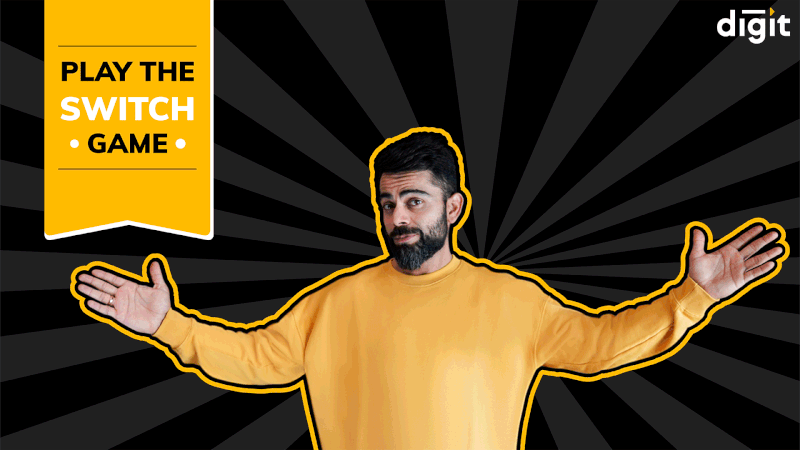 PLAY THE
SWITCH
• GAME •
digit